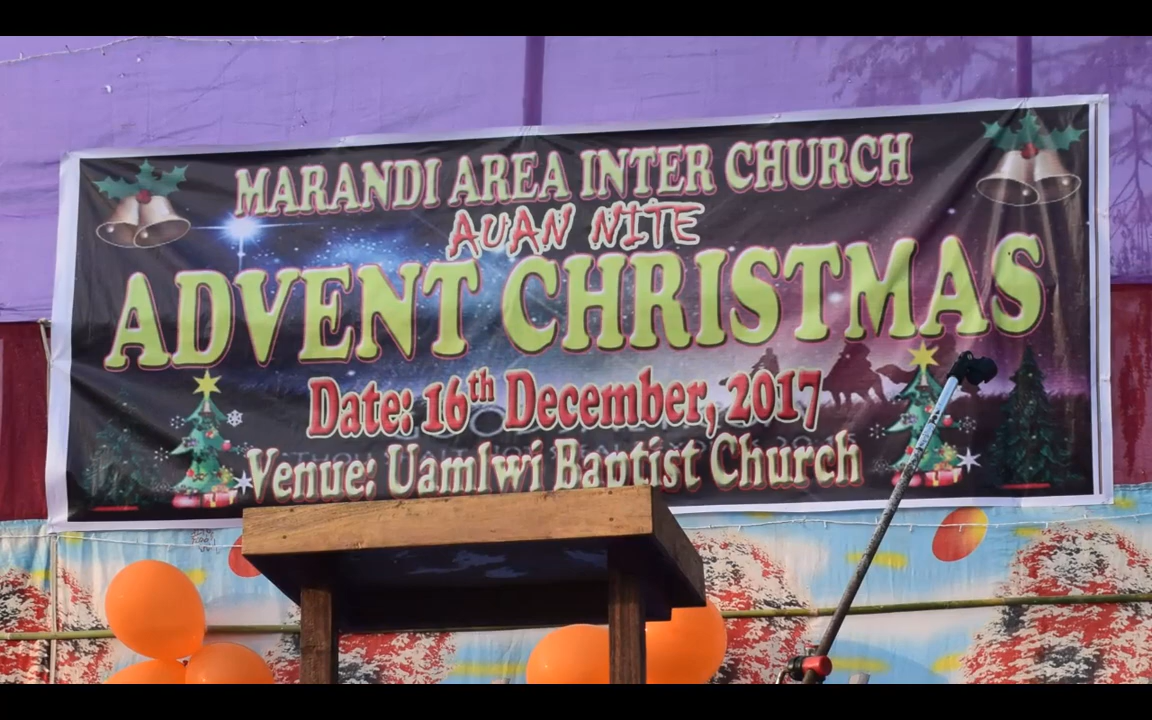 MARANDI AREA INTER CHURCH
AUAN NITE
ADVENT CHRISTMAS
Date: 16th December, 2017
Venue: Uamlwi Baptist Church